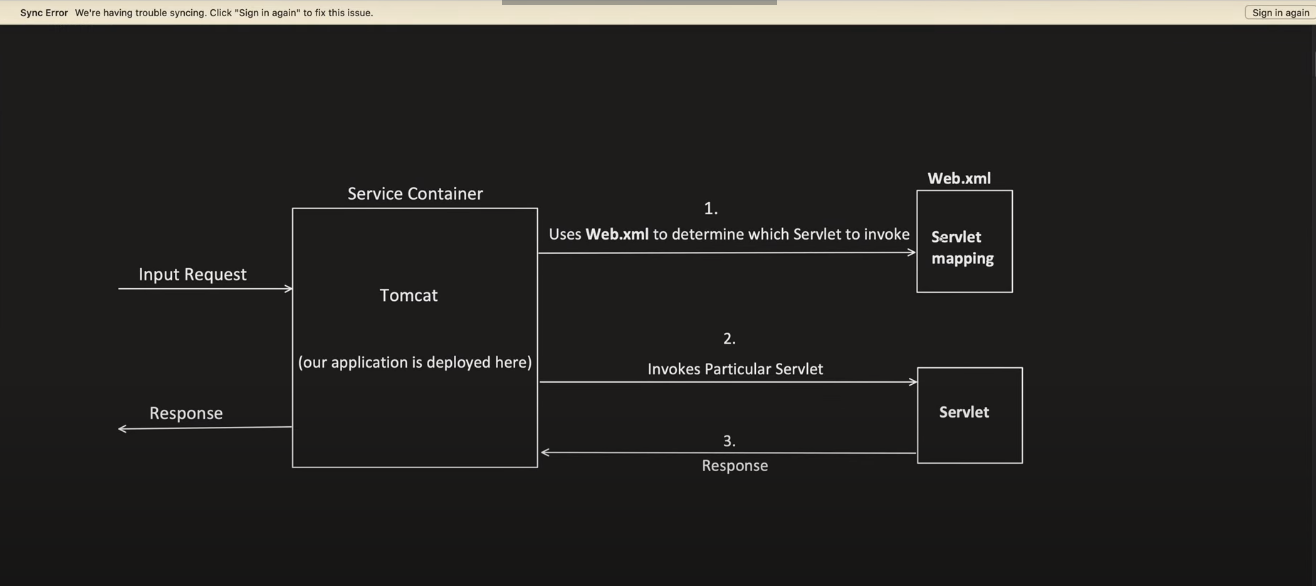 Sync Error We're having trouble syncing. Click "Sign in again" to fix this issue.
Sign in again
Service Container
Input Request
Tomcat
(our application is deployed here)
Response
1.
Uses Web.xml to determine which Servlet to invoke
Web.xml
Servlet
mapping
2.
Invokes Particular Servlet
Servlet
3.
Response